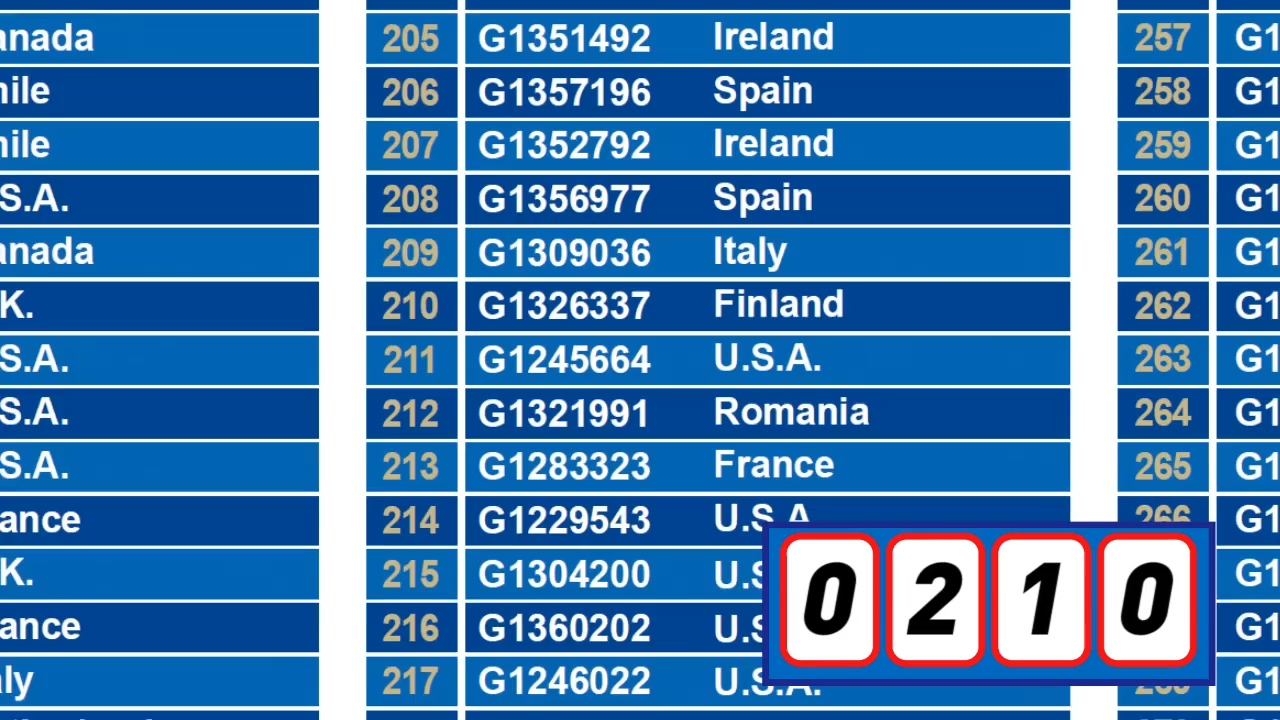 anada 205 G1351492 Ireland 257 G1
hile 206 G1357196 Spain 258 G1
hile 207 G1352792 Ireland 259 G1
S.A. 208 G1356977 Spain 260 G1
anada 209 G1309036 Italy 261 G1
K. 210 G1326337 Finland 262 G1
S.A. 211 G1245664 U.S.A. 263 G1
S.A. 212 G1321991 Romania 264 G1
S.A. 213 G1283323 France 265 G1
ance 214 G1229543 U.S.A. 266 G1
K. 215 G1304200 U.S G1
ance 216 G1360202 U.S G1
aly 217 G1246022 U.S.A. G1
0210